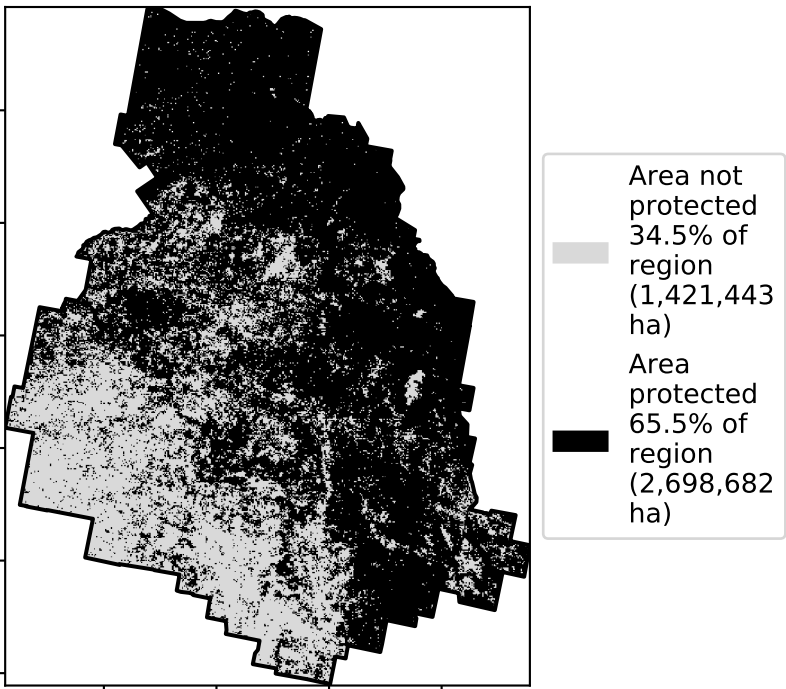 Area not
protected
34.5% of
region
(1,421,443
ha)
Area
protected
65.5% of
region
(2,698,682
ha)